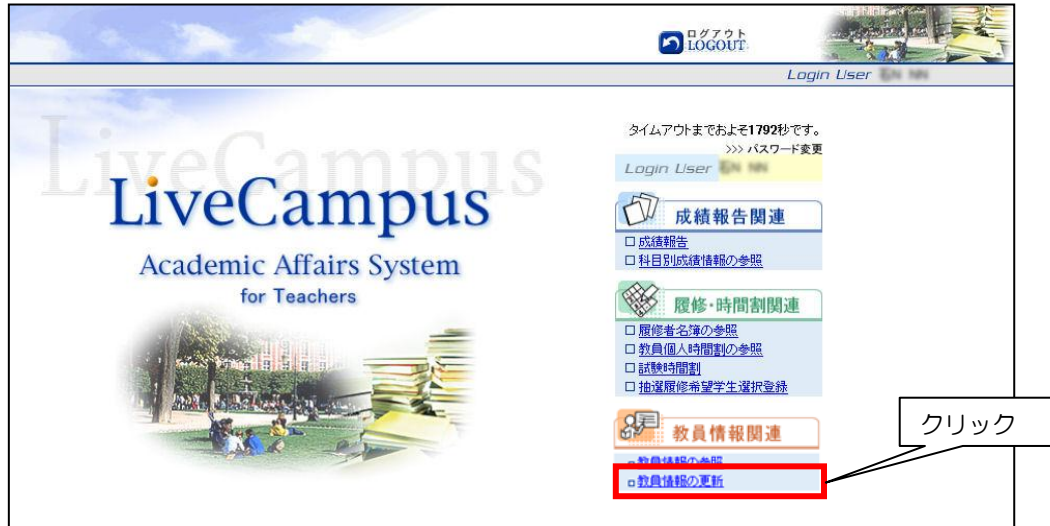 ログアウト
LOGOUT
Login User
タイムアウトまでおよそ1792秒です。
>>> パスワード変更
Login User
LiveCampus
LiveCampus
Academic Affairs System
for Teachers
成績報告関連
成績報告
科目別成績情報の参照
履修・時間割関連
履修者名簿の参照
教員個人時間割の参照
試験時間割
抽選履修希望学生選択登録
教員情報関連
教員情報の参照
教員情報の更新
クリック